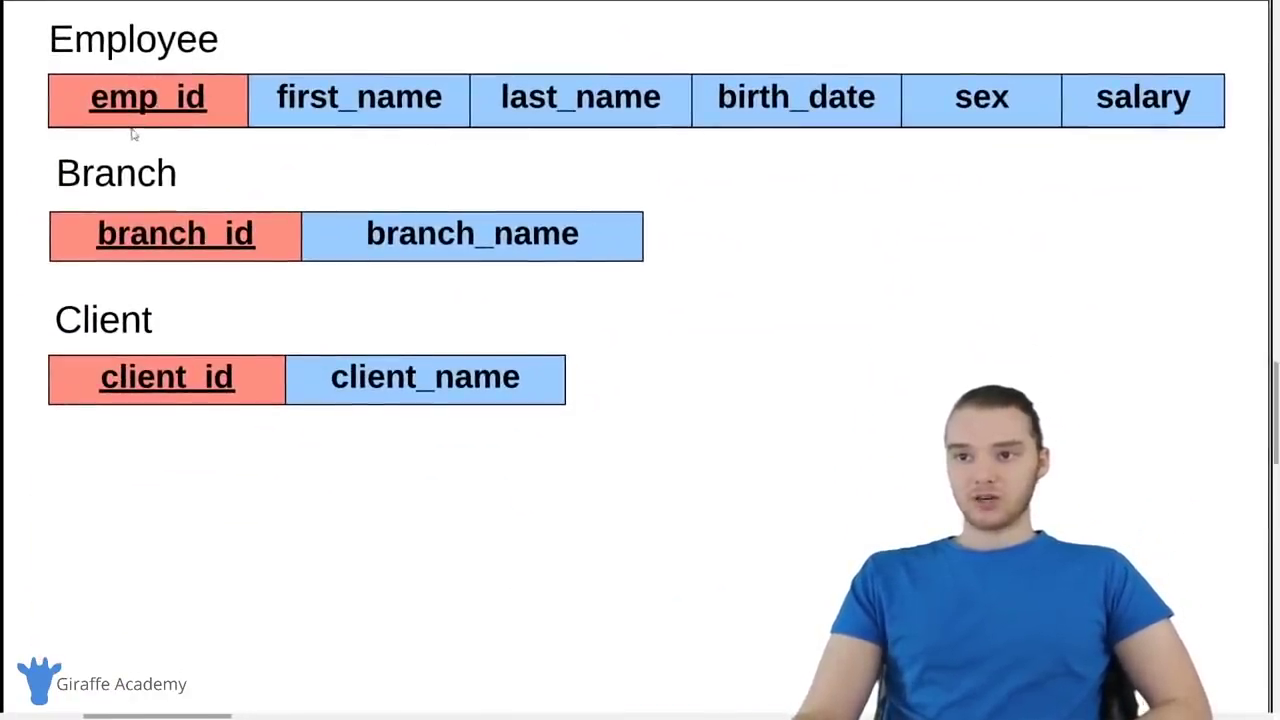 Employee
emp_id first_name last_name birth_date sex salary
Branch
branch_id branch_name
Client
client_id client_name
Giraffe Academy